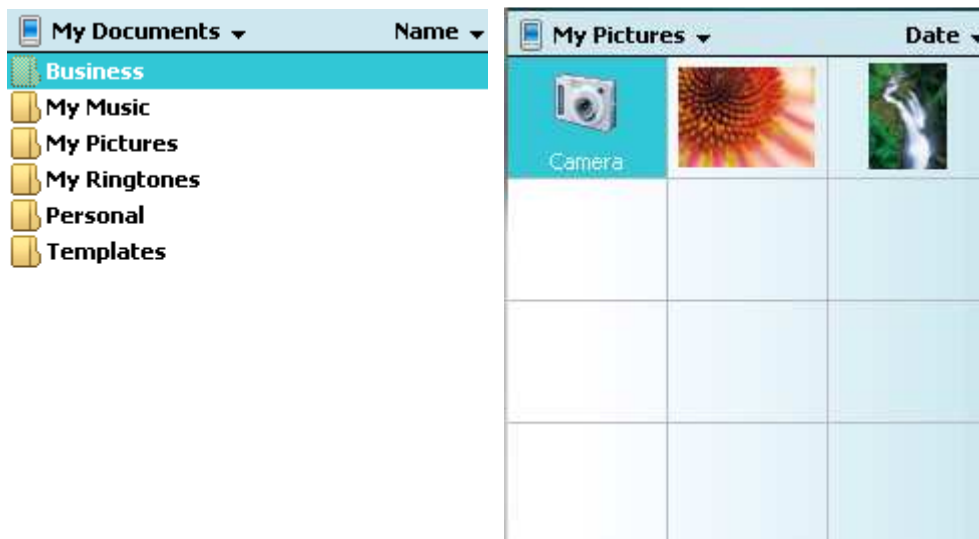 My Documents Name
Business
My Music
My Pictures
My Ringtones
Personal
Templates
My Pictures Date
Camera